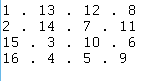 1 . 13 . 12 . 8
2 . 14 . 7 . 11
15 . 3 . 10 . 6
16 . 4 . 5 . 9